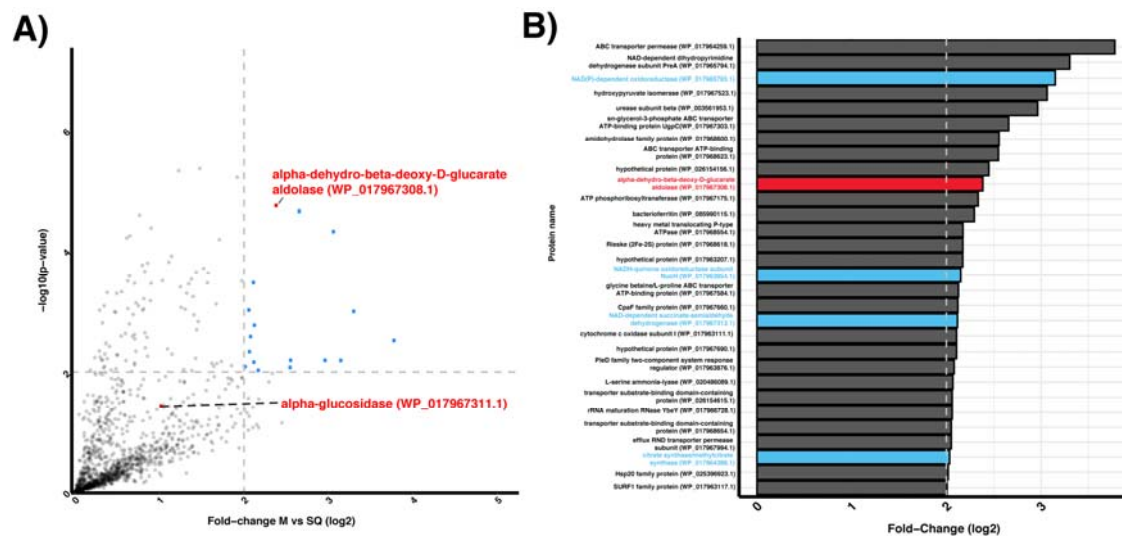 A)
-log10(p-value)
6
4
2
0
alpha-dehydro-beta-deoxy-D-glucarate
aldolase (WP_017967308.1)
alpha-glucosidase (WP_017967311.1)
0 1 2 3 4 5
Fold-change M vs SQ (log2)
B)
Protein name
ABC transporter permease (WP_017964259.1)
NAD-dependent dihydropyrimidine
dehydrogenase subunit PreA (WP_017965794.1)
NAD(P)-dependent oxidoreductase (WP_017965793.1)
hydroxypyruvate isomerase (WP_017967523.1)
urease subunit beta (WP_003561953.1)
sn-glycerol-3-phosphate ABC transporter
ATP-binding protein UgpC(WP_017967303.1)
amidohydrolase family protein (WP_017968600.1)
ABC transporter ATP-binding
protein (WP_017968623.1)
hypothetical protein (WP_026154156.1)
alpha-dehydro-beta-deoxy-D-glucarate
aldolase (WP_017967308.1)
ATP phosphoribosyltransferase (WP_017967175.1)
bacterioferritin (WP_085990115.1)
heavy metal translocating P-type
ATPase (WP_017968554.1)
Rieske (2Fe-2S) protein (WP_017968618.1)
hypothetical protein (WP_017963207.1)
NADH-quinone oxidoreductase subunit
NuoH
glycine betaine/L-proline ABC transporter
ATP-binding protein (WP_017967584.1)
CpaF family protein (WP_017967960.1)
NAD-dependent succinate-semialdehyde
dehydrogenase (WP_017967313.1)
cytochrome c oxidase subunit I (WP_017963111.1)
hypothetical protein (WP_017967690.1)
PleD family two-component system response
regulator (WP_017963876.1)
L-serine ammonia-lyase (WP_020486089.1)
transporter substrate-binding domain-containing
protein (WP_026154615.1)
rRNA maturation RNase YbeY (WP_017966728.1)
transporter substrate-binding domain-containing
protein (WP_017968654.1)
efflux RND transporter permease
subunit (WP_017967994.1)
citrate synthase/methylcitrate
synthase
Hsp20 family protein (WP_025396923.1)
SURF1 family protein (WP_017963117.1)
0 1 2 3
Fold-Change (log2)